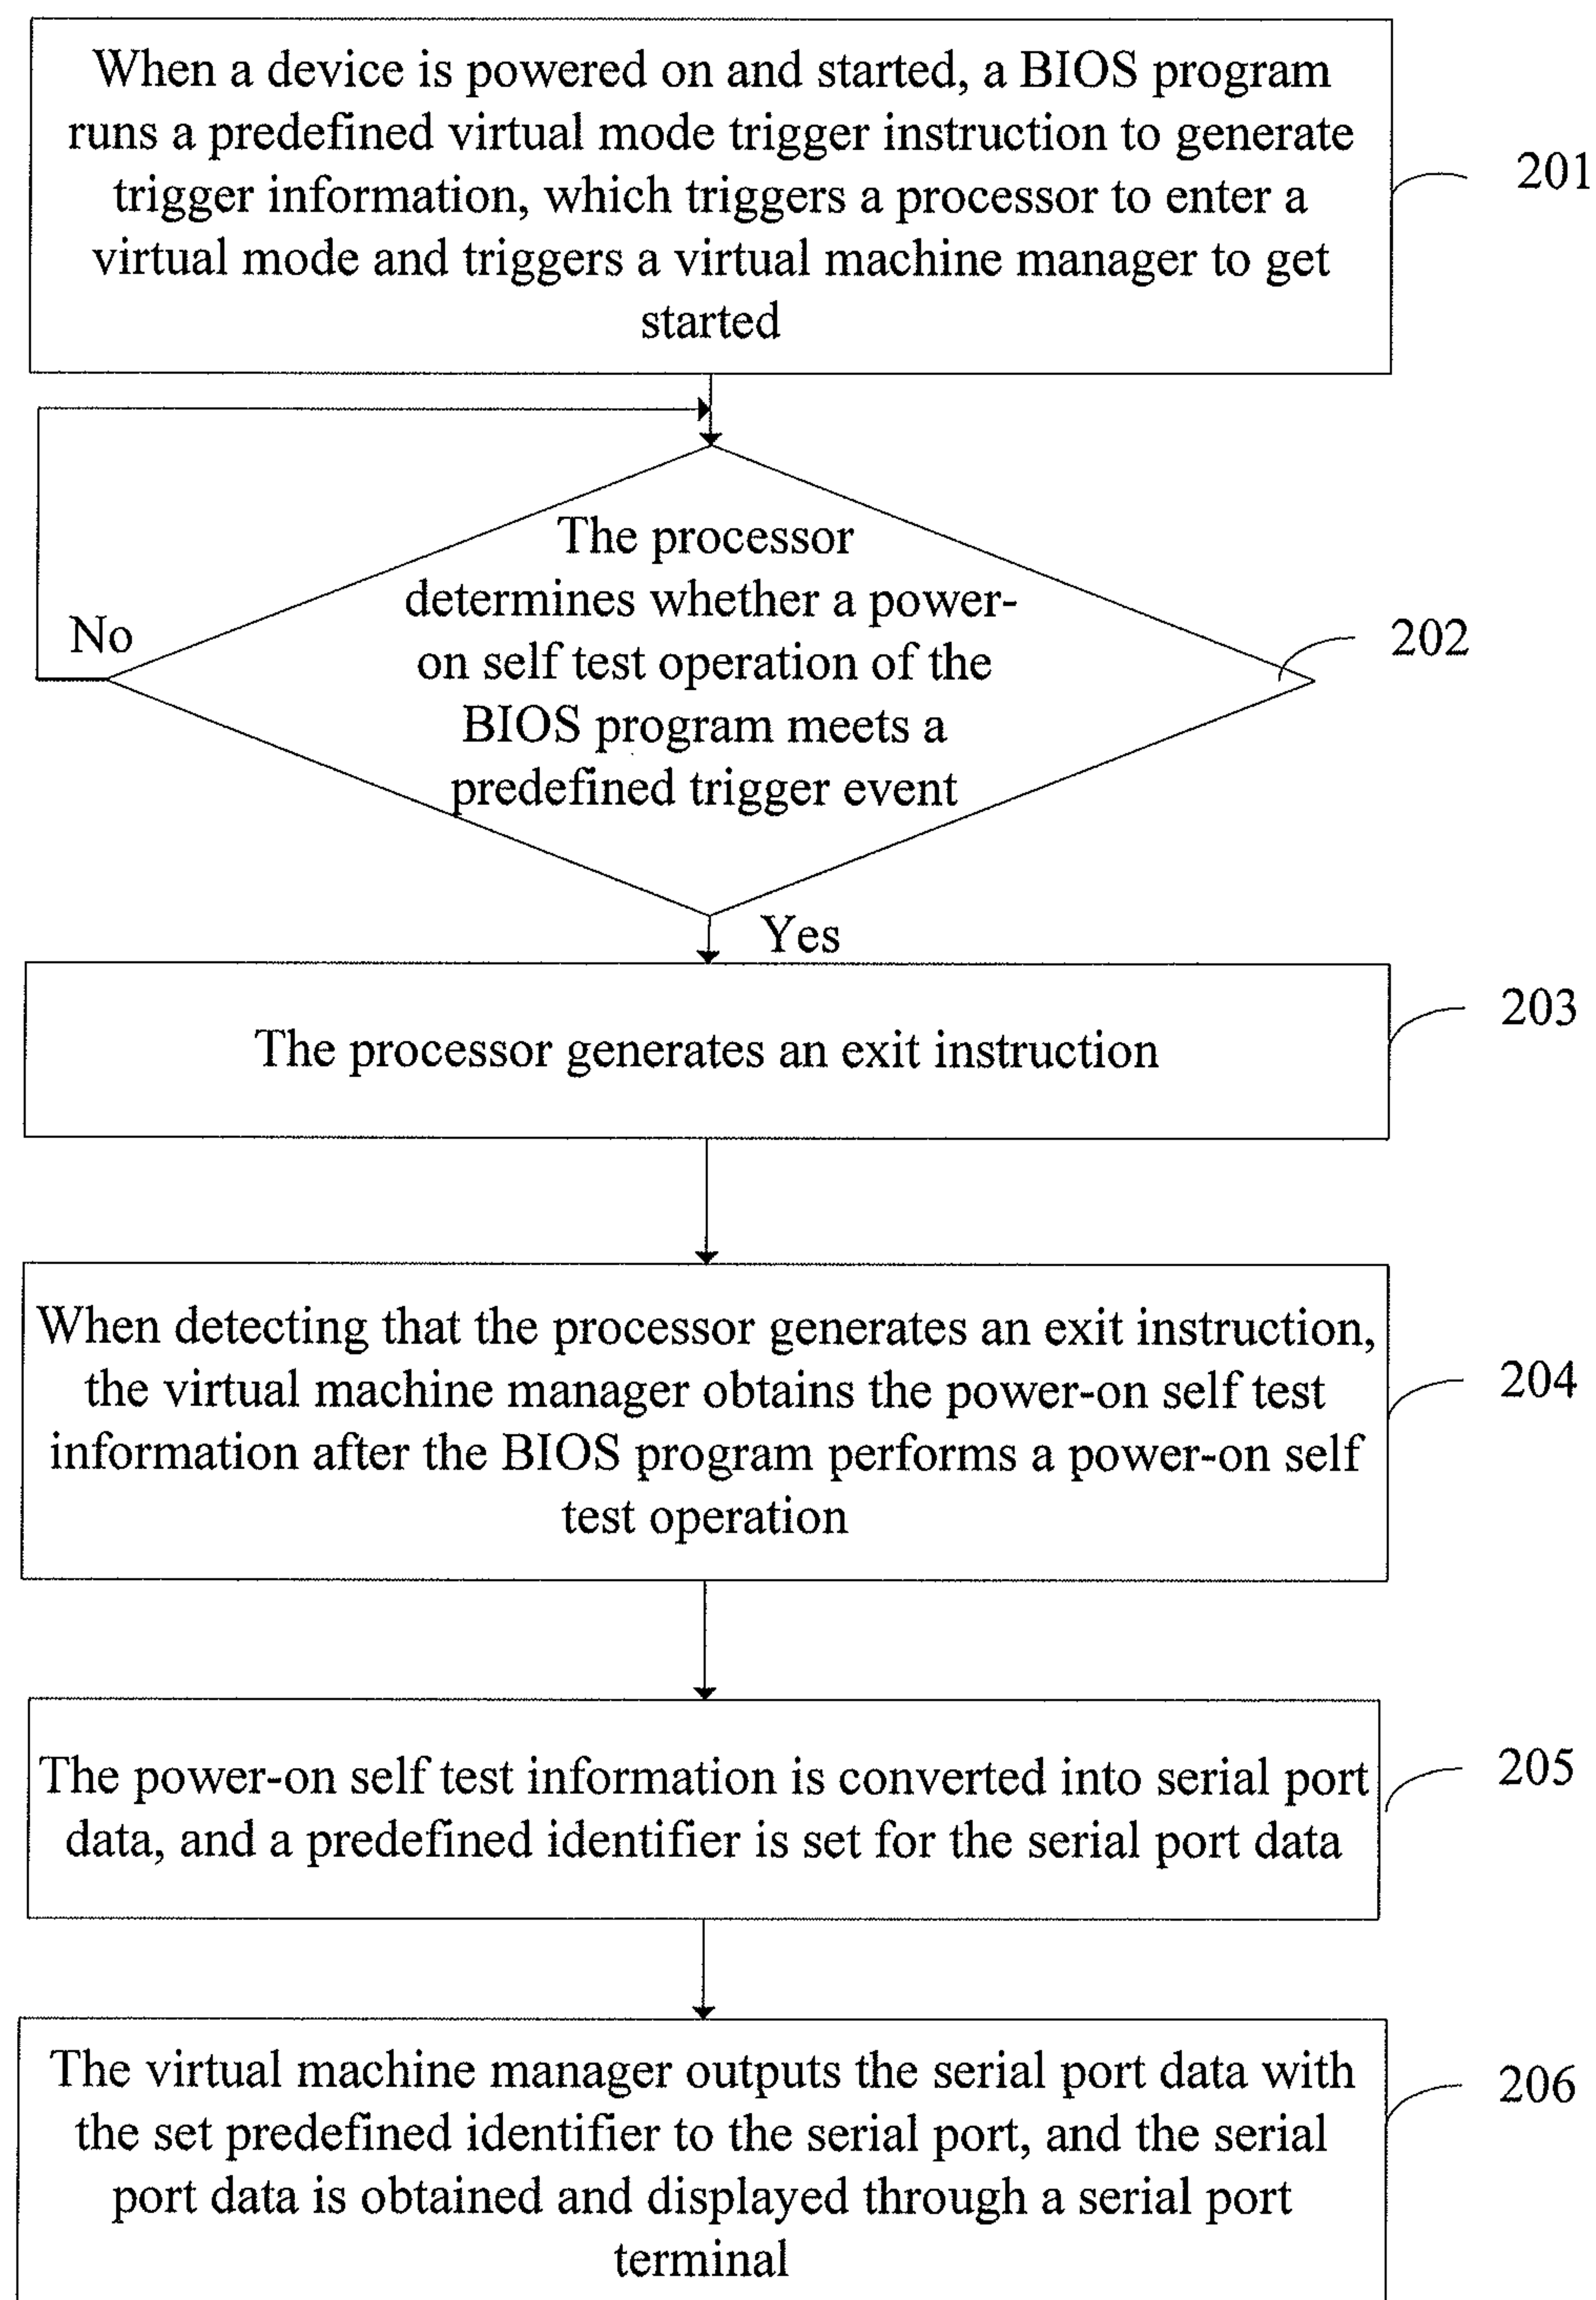 When a device is powered on and started, a BIOS program
runs a predefined virtual mode trigger instruction to generate
trigger information, which triggers a processor to enter a
virtual mode and triggers a virtual machine manager to get
started
201
The processor
determines whether a power-
on self test operation of the
BIOS program meets a
predefined trigger event
No
202
Yes
The processor generates an exit instruction
203
When detecting that the processor generates an exit instruction,
the virtual machine manager obtains the power-on self test
information after the BIOS program performs a power-on self
test operation
204
The power-on self test information is converted into serial port
data, and a predefined identifier is set for the serial port data
205
The virtual machine manager outputs the serial port data with
the set predefined identifier to the serial port, and the serial
port data is obtained and displayed through a serial port
terminal
206